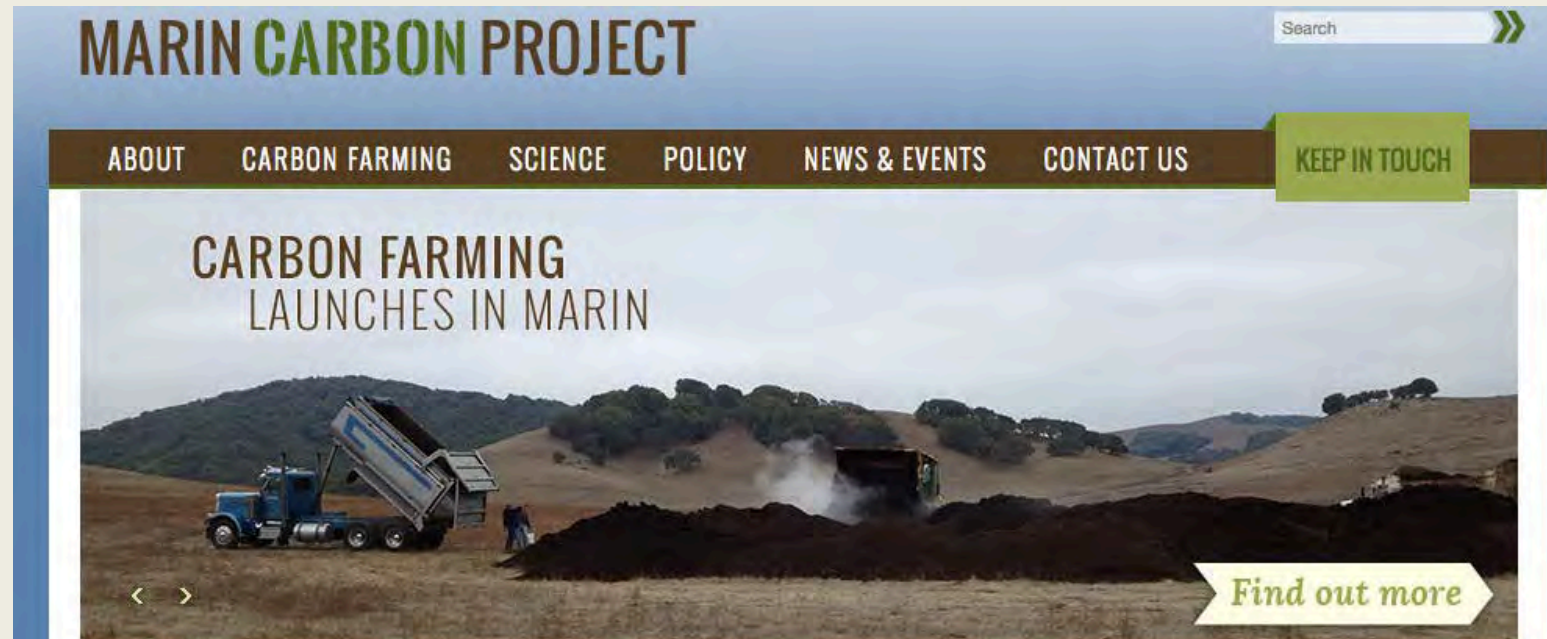 MARIN CARBON PROJECT
Search
ABOUT CARBON FARMING SCIENCE POLICY NEWS & EVENTS CONTACT US KEEP IN TOUCH
CARBON FARMING
LAUNCHES IN MARIN
Find out more